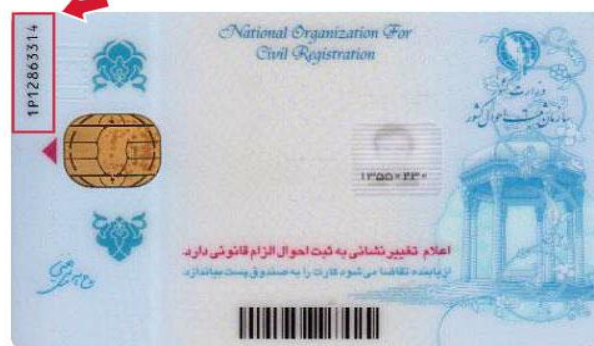 1P12863314
National Organization For
Civil Registration
وزارت کشور
سازمان ثبت احوال کشور
اعلام تغییر نشانی به ثبت احوال الزام قانونی دارد.
از یابنده تقاضا می شود کارت را به صندوق پست بیاندازد.